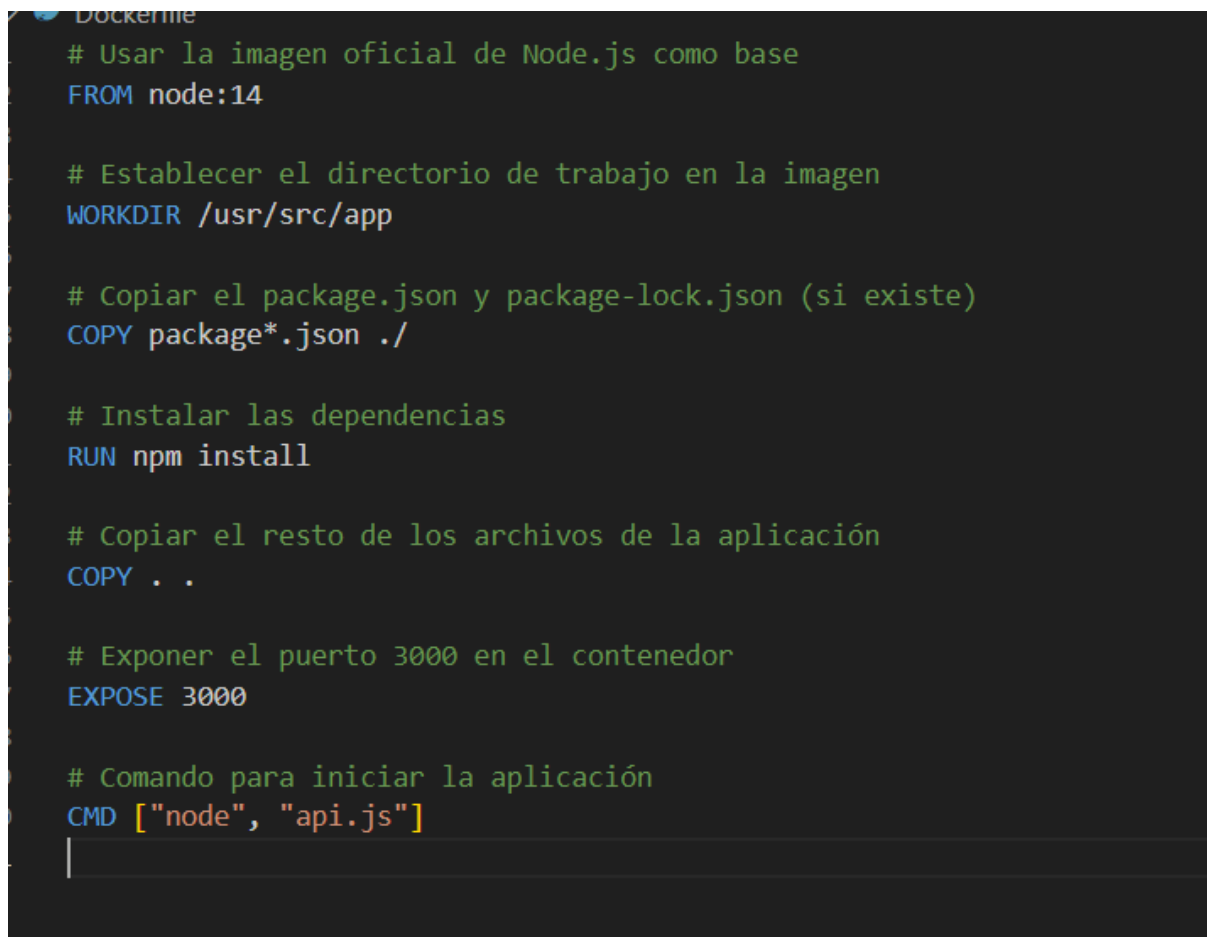 Dockerfile
# Usar la imagen oficial de Node.js como base
FROM node:14
# Establecer el directorio de trabajo en la imagen
WORKDIR /usr/src/app
# Copiar el package.json y package-lock.json (si existe)
COPY package*.json ./
# Instalar las dependencias
RUN npm install
# Copiar el resto de los archivos de la aplicación
COPY . .
# Exponer el puerto 3000 en el contenedor
EXPOSE 3000
# Comando para iniciar la aplicación
CMD ["node", "api.js"]